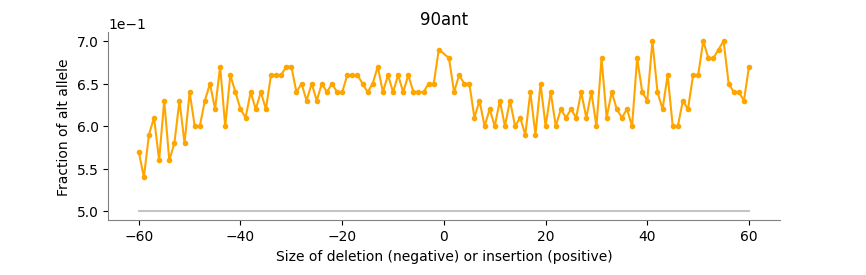 90ant
1e−1
7.0
6.5
6.0
5.5
5.0
Fraction of alt allele
−60 −40 −20 0 20 40 60
Size of deletion (negative) or insertion (positive)